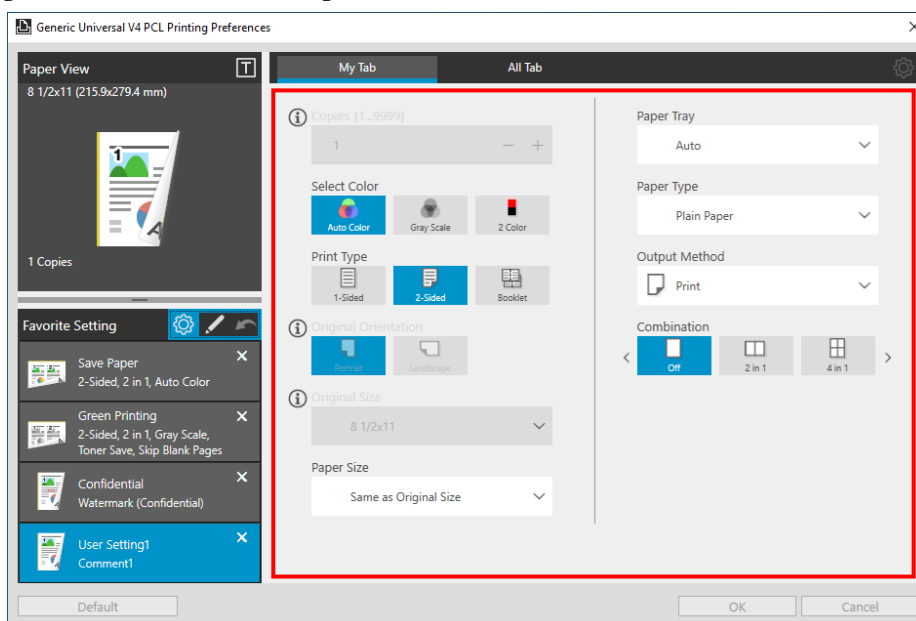 Generic Universal V4 PCL Printing Preferences
Paper View
T
8 1/2x11 (215.9x279.4 mm)
1
A
1 Copies
Favorite Setting
Save Paper
2-Sided, 2 in 1, Auto Color
Green Printing
2-Sided, 2 in 1, Gray Scale,
Toner Save, Skip Blank Pages
Confidential
Watermark (Confidential)
User Setting1
Comment1
Default
My Tab
All Tab
Copies [1...9999]
1
Select Color
Auto Color
Gray Scale
2 Color
Print Type
1-Sided
2-Sided
Booklet
Original Orientation
Portrait
Landscape
Original Size
8 1/2x11
Paper Size
Same as Original Size
Paper Tray
Auto
Paper Type
Plain Paper
Output Method
Print
Combination
Off
2 in 1
4 in 1
OK
Cancel